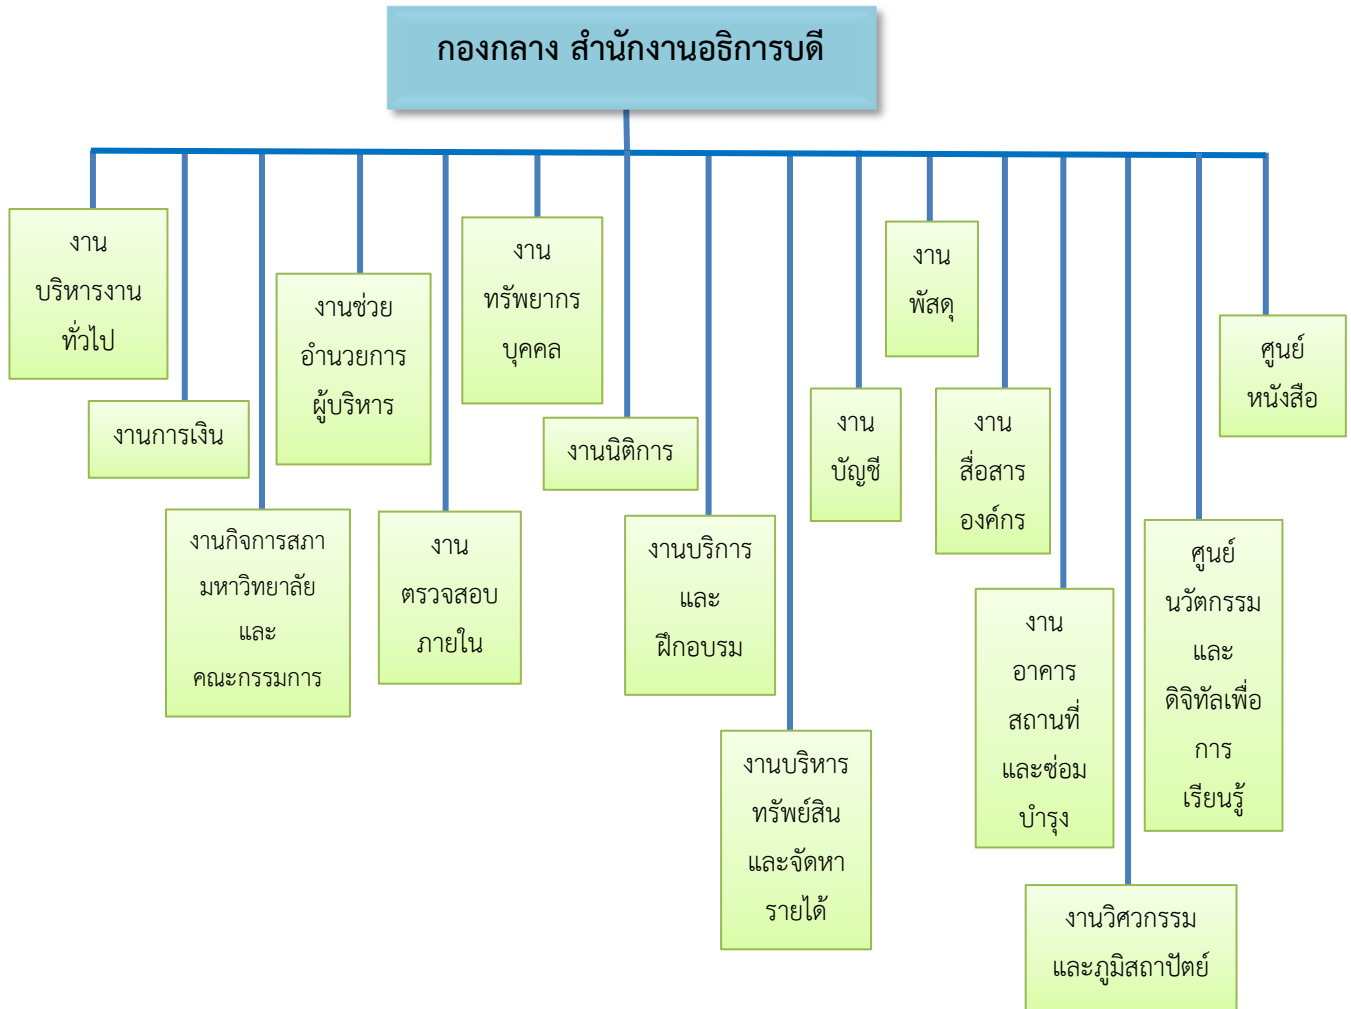 กองกลาง สำนักงานอธิการบดี
งาน
บริหารงาน
ทั่วไป
งานการเงิน
งานกิจการสภา
มหาวิทยาลัย
และ
คณะกรรมการ
งานช่วย
อำนวยการ
ผู้บริหาร
งาน
ตรวจสอบ
ภายใน
งาน
ทรัพยากร
บุคคล
งานนิติการ
งานบริการ
และ
ฝึกอบรม
งานบริหาร
ทรัพย์สิน
และจัดหา
รายได้
งาน
บัญชี
งาน
พัสดุ
งาน
สื่อสาร
องค์กร
งาน
อาคาร
สถานที่
และซ่อม
บำรุง
งานวิศวกรรม
และภูมิสถาปัตย์
ศูนย์
นวัตกรรม
และ
ดิจิทัลเพื่อ
การ
เรียนรู้
ศูนย์
หนังสือ